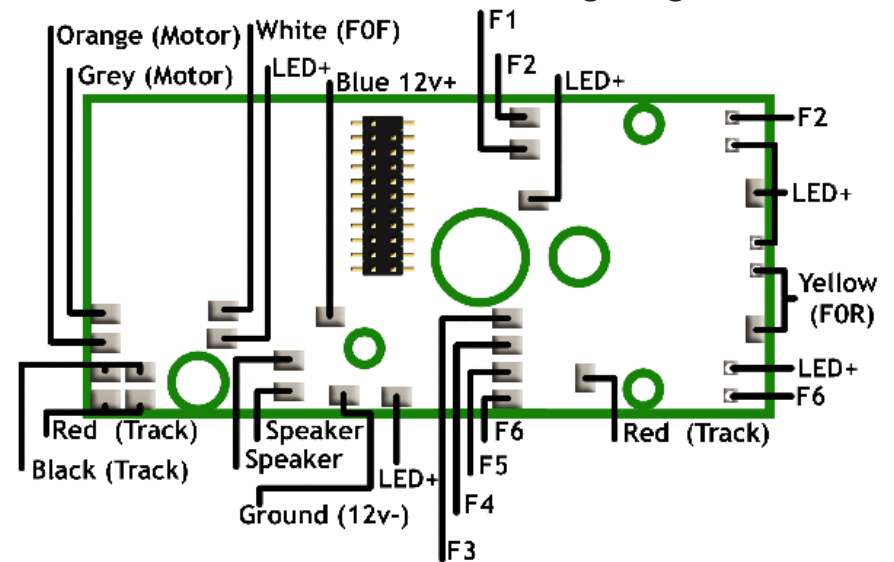 F1
Orange (Motor)
White (F0F)
F2
Grey (Motor)
LED+
Blue 12v+
LED+
F2
LED+
Yellow
(F0R)
LED+
F6
Red (Track)
Speaker
F6
Red (Track)
Black (Track)
Speaker
F5
LED+
F4
Ground (12v-)
F3